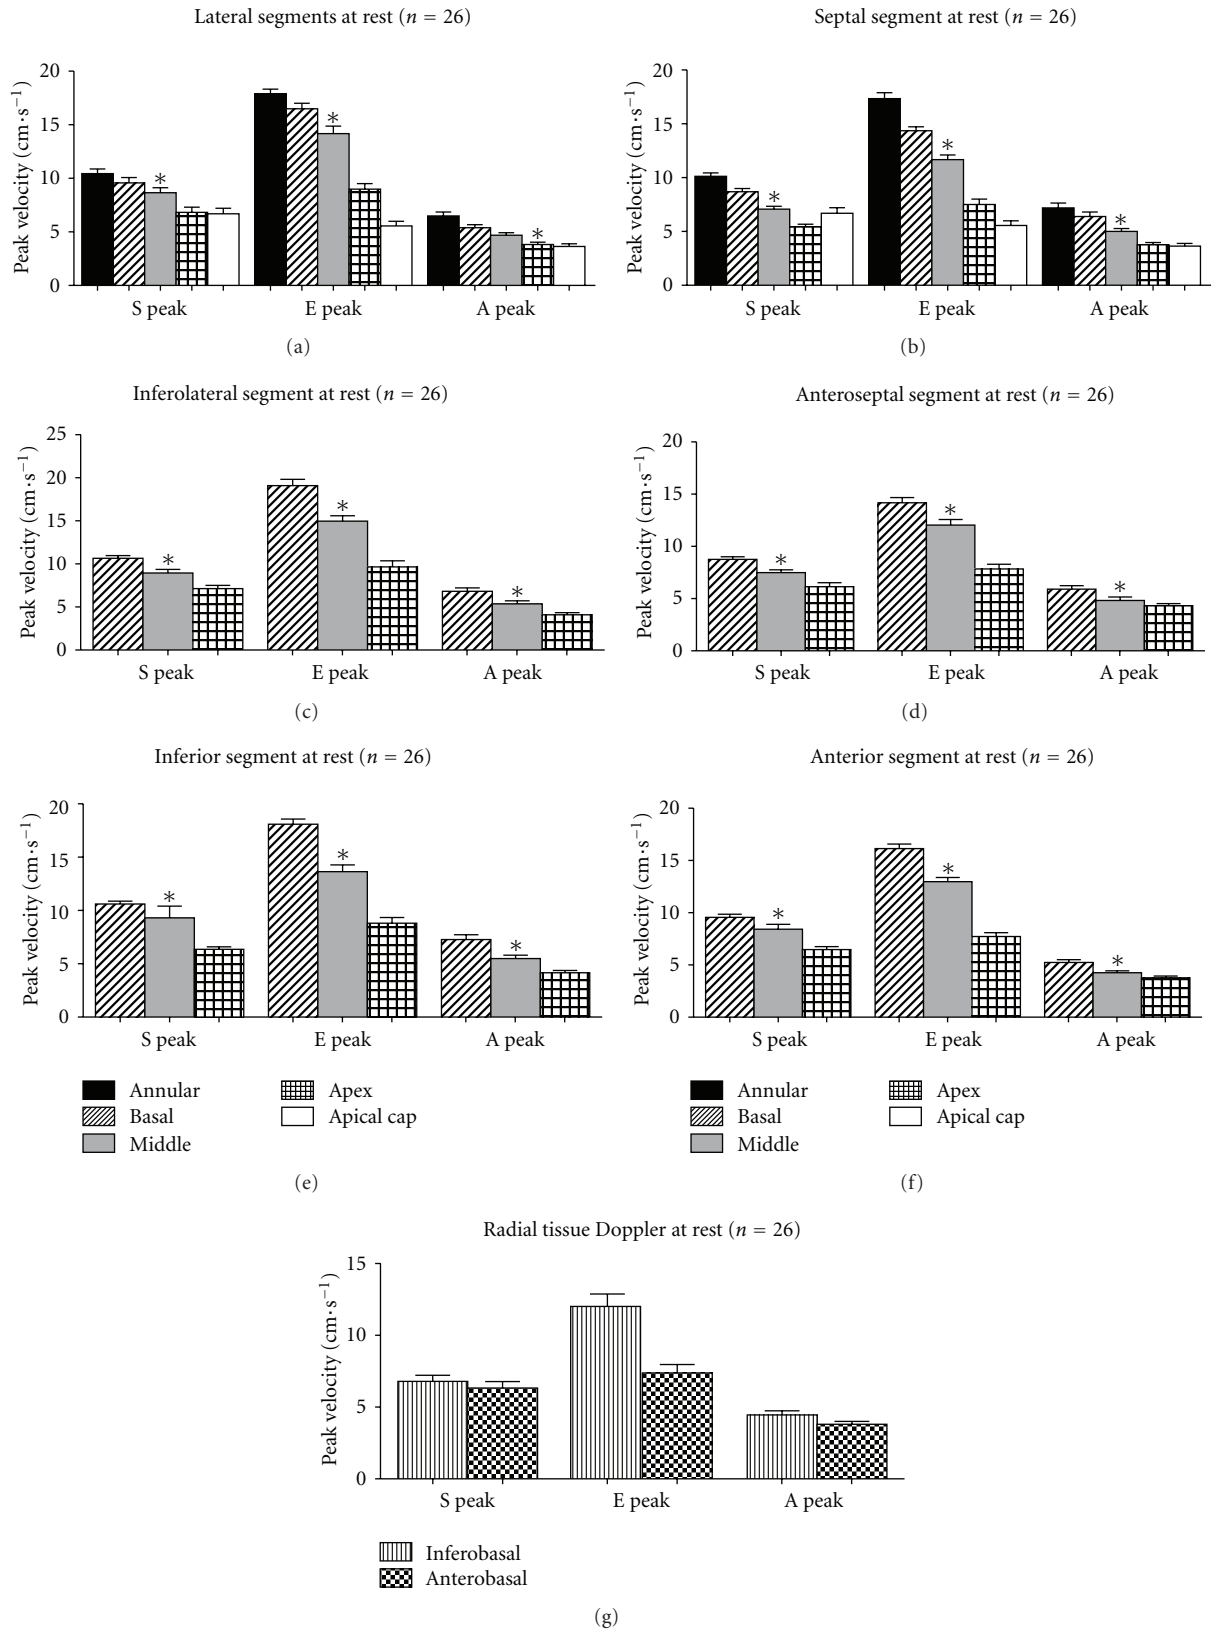 Lateral segments at rest (n = 26)
Peak velocity (cm·s−1)
20
15
10
5
0
S peak E peak A peak
* * *
(a)
Septal segment at rest (n = 26)
Peak velocity (cm·s−1)
20
15
10
5
0
S peak E peak A peak
* * *
(b)
Inferolateral segment at rest (n = 26)
Peak velocity (cm·s−1)
25
20
15
10
5
0
S peak E peak A peak
* * *
(c)
Anteroseptal segment at rest (n = 26)
Peak velocity (cm·s−1)
20
15
10
5
0
S peak E peak A peak
* * *
(d)
Inferior segment at rest (n = 26)
Peak velocity (cm·s−1)
20
15
10
5
0
S peak E peak A peak
* * *
Annular Apex
Basal Apical cap
Middle
(e)
Anterior segment at rest (n = 26)
Peak velocity (cm·s−1)
20
15
10
5
0
S peak E peak A peak
* * *
Annular Apex
Basal Apical cap
Middle
(f)
Radial tissue Doppler at rest (n = 26)
Peak velocity (cm·s−1)
15
10
5
0
S peak E peak A peak
Inferobasal
Anterobasal
(g)